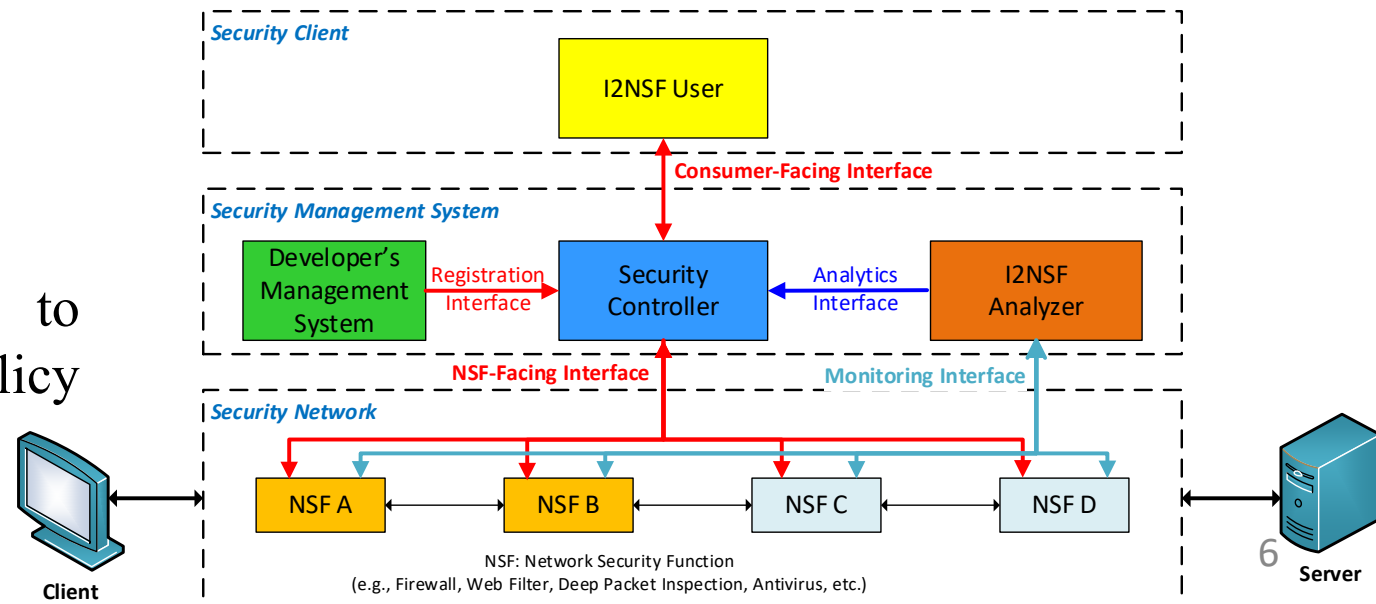 Security Client
I2NSF User
Consumer-Facing Interface
Security Management System
Developer's
Management
System
Registration
Interface
Security
Controller
Analytics
Interface
I2NSF
Analyzer
to
licy
NSF-Facing Interface
Monitoring Interface
Security Network
NSF A
NSF B
NSF C
NSF D
NSF: Network Security Function
(e.g., Firewall, Web Filter, Deep Packet Inspection, Antivirus, etc.)
Client
6
Server